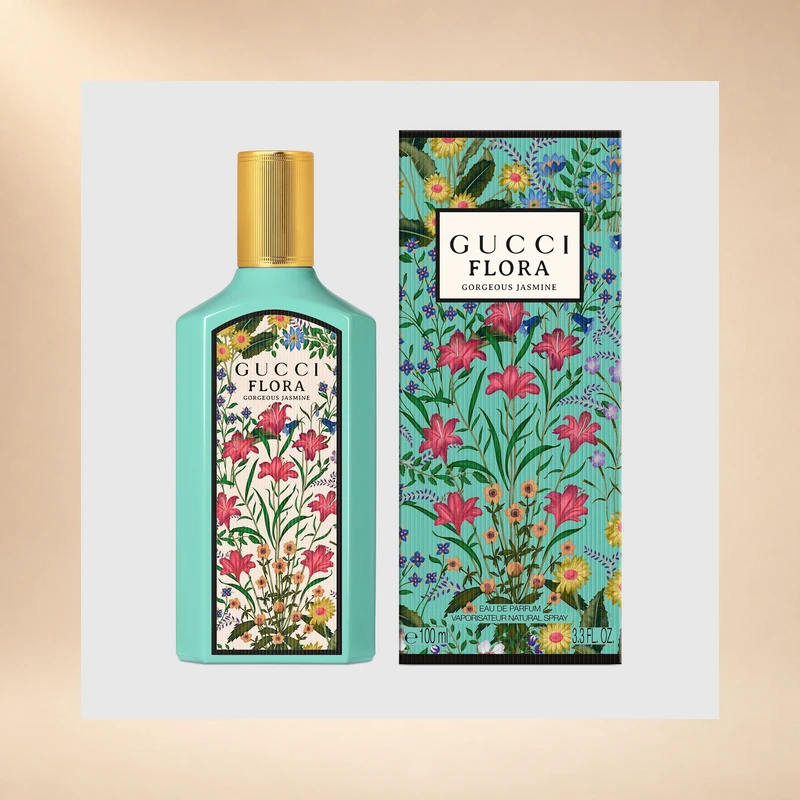 GUCCI
FLORA
GORGEOUS JASMINE
GUCCI
FLORA
GORGEOUS JASMINE
EAU DE PARFUM
VAPORISATEUR NATURAL SPRAY
℮ 100 ml 3.3 FL. OZ.